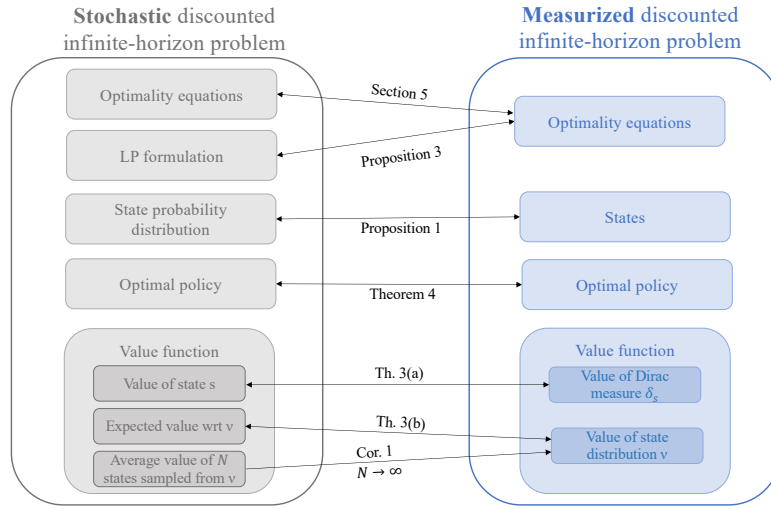 Stochastic discounted
infinite-horizon problem
Measurized discounted
infinite-horizon problem
Optimality equations
Section 5
Optimality equations
LP formulation
Proposition 3
State probability
distribution
Proposition 1
States
Optimal policy
Theorem 4
Optimal policy
Value function
Value function
Value of state s
Th. 3(a)
Value of Dirac
measure δₛ
Expected value wrt ν
Th. 3(b)
Value of state
distribution ν
Average value of N
states sampled from ν
Cor. 1
N → ∞